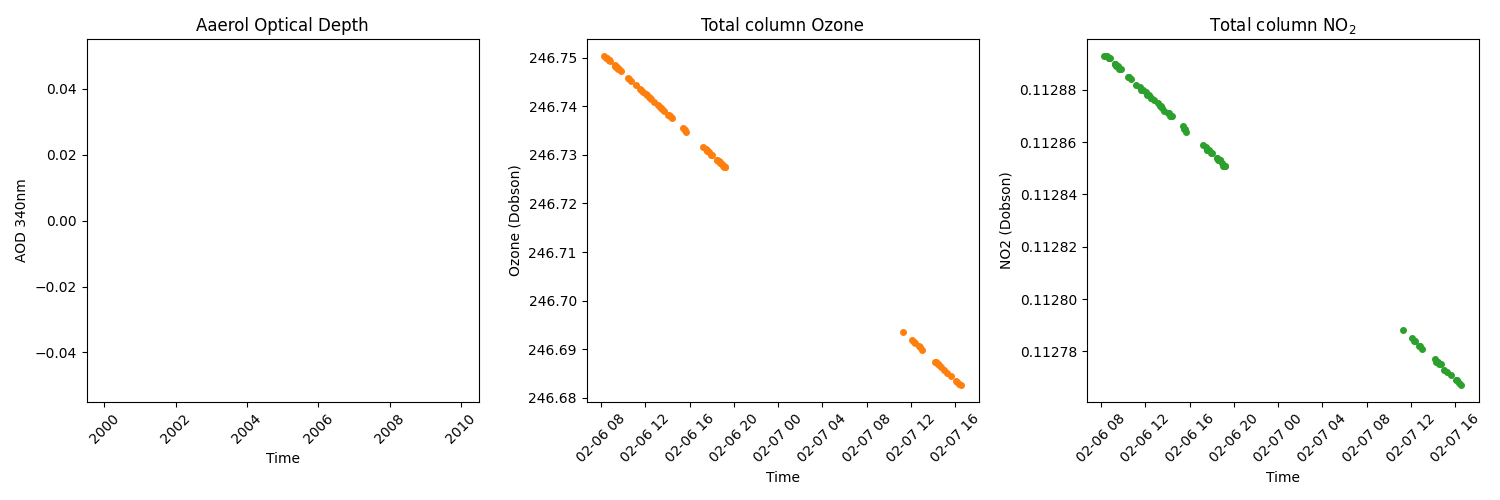 Aaerol Optical Depth
AOD 340nm
0.04
0.02
0.00
−0.02
−0.04
2000 2002 2004 2006 2008 2010
Time
Total column Ozone
Ozone (Dobson)
246.75
246.74
246.73
246.72
246.71
246.70
246.69
246.68
02-06 08 02-06 12 02-06 16 02-06 20 02-07 00 02-07 04 02-07 08 02-07 12 02-07 16
Time
Total column NO₂
NO2 (Dobson)
0.11288
0.11286
0.11284
0.11282
0.11280
0.11278
02-06 08 02-06 12 02-06 16 02-06 20 02-07 00 02-07 04 02-07 08 02-07 12 02-07 16
Time